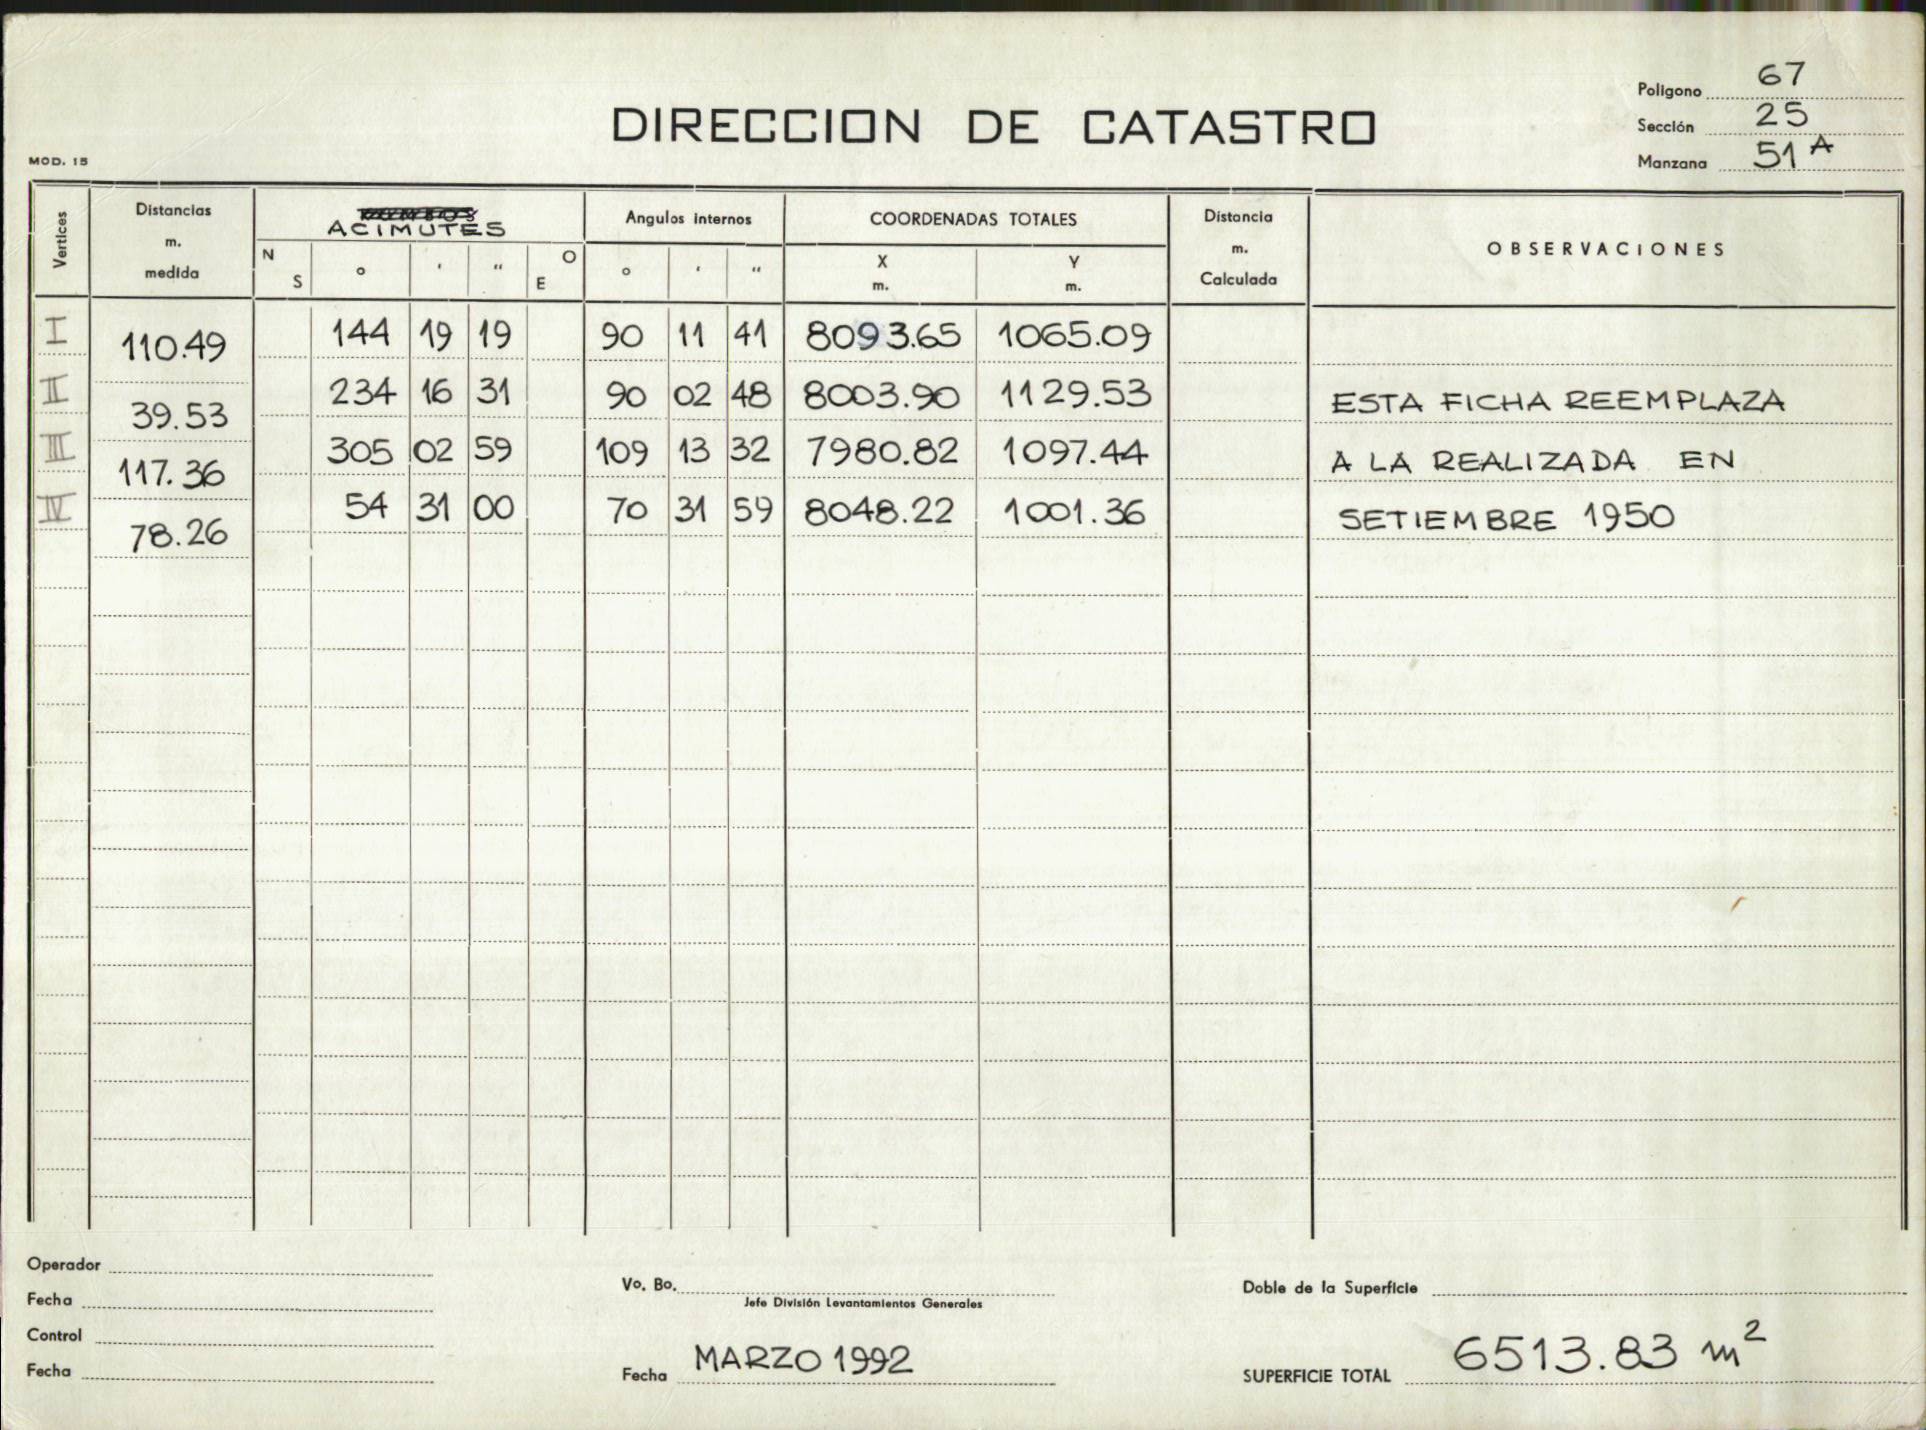 Poligono 67
DIRECCION DE CATASTRO
Sección 25
MOD. 15
Manzana 51 A
Vertices
Distancias m. medida
ACIMUTES
Angulos internos
COORDENADAS TOTALES
Distancia m. Calculada
OBSERVACIONES
N S ° ' " O E
° ' "
X m.
Y m.
I 110.49 144 19 19 90 11 41 8093.65 1065.09
II 39.53 234 16 31 90 02 48 8003.90 1129.53 ESTA FICHA REEMPLAZA
III 117.36 305 02 59 109 13 32 7980.82 1097.44 A LA REALIZADA EN
IV 78.26 54 31 00 70 31 59 8048.22 1001.36 SETIEMBRE 1950
Operador
Fecha
Control
Fecha
Vo. Bo.
Jefe División Levantamientos Generales
Fecha MARZO 1992
Doble de la Superficie
SUPERFICIE TOTAL 6513.83 m²